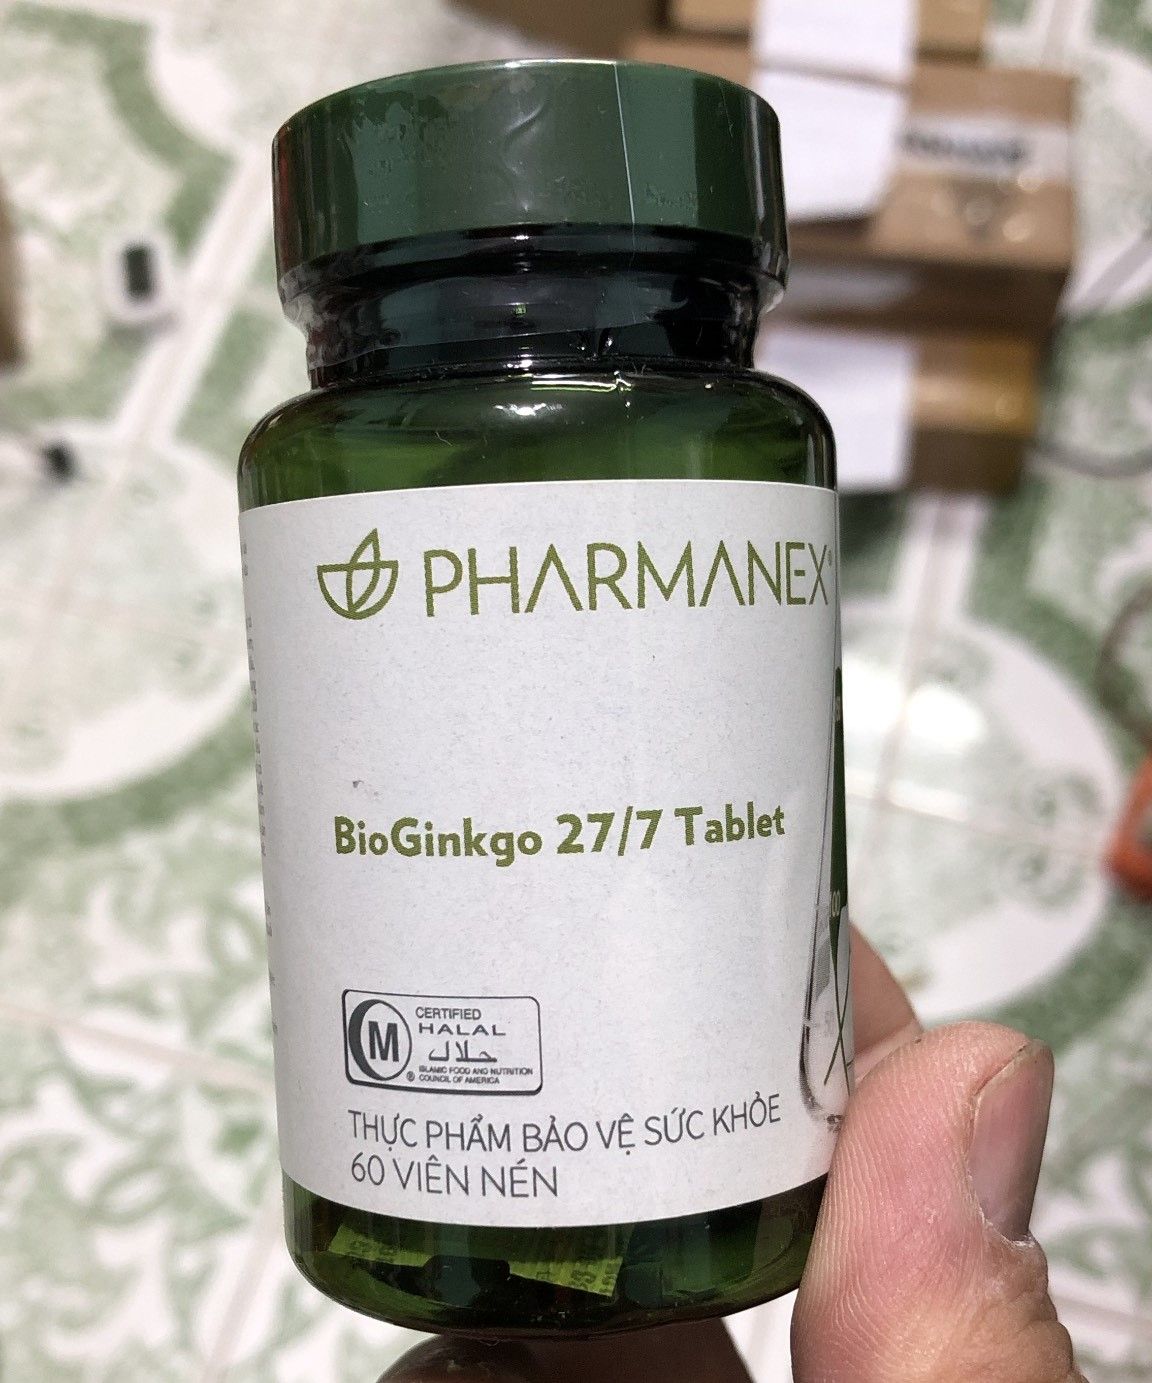 PHARMANEX®
BioGinkgo 27/7 Tablet
M
CERTIFIED
HALAL
حلال
ISLAMIC FOOD AND NUTRITION
® COUNCIL OF AMERICA
THỰC PHẨM BẢO VỆ SỨC KHỎE
60 VIÊN NÉN